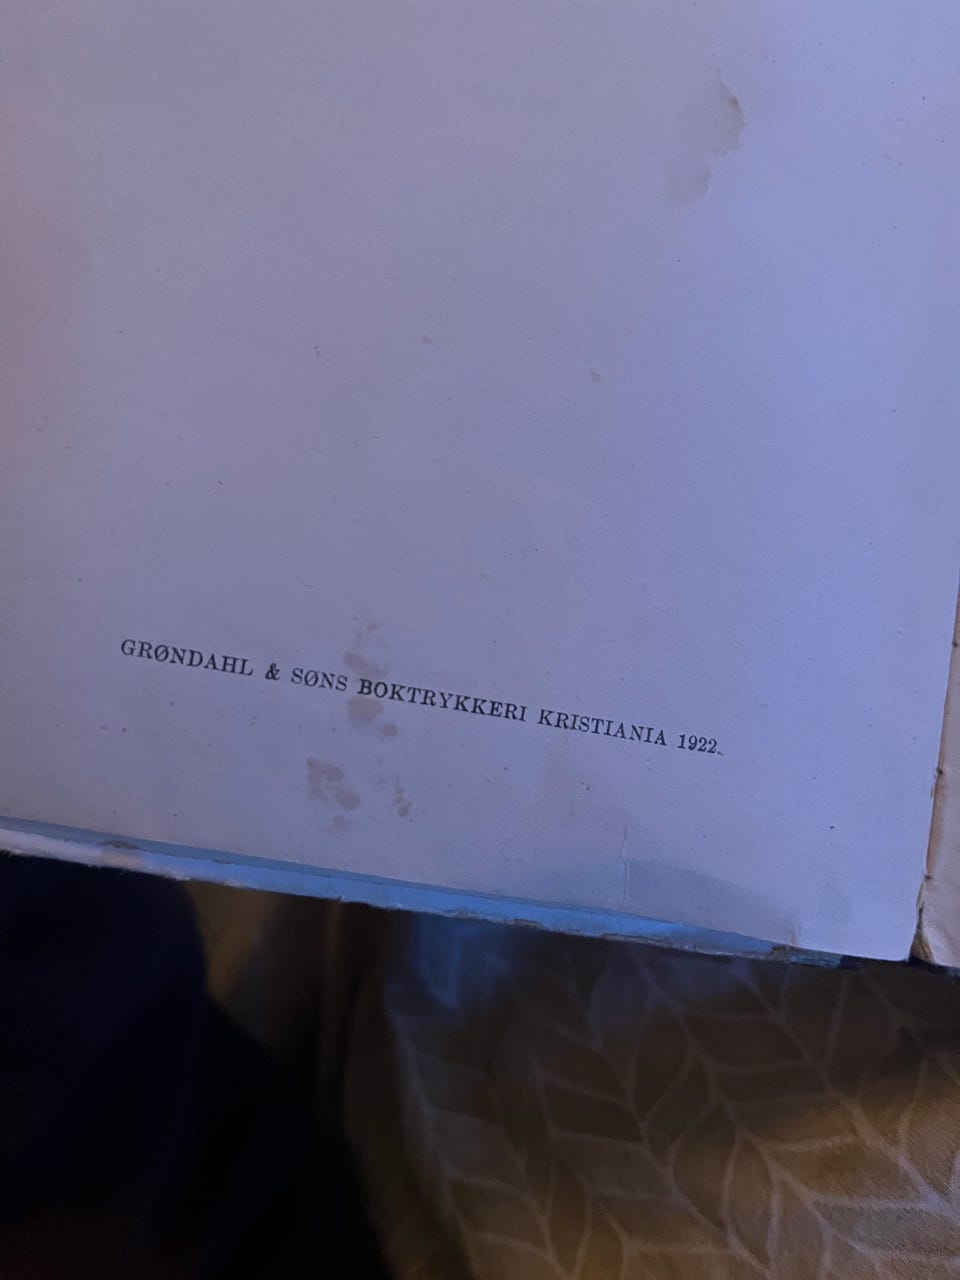 GRØNDAHL & SØNS BOKTRYKKERI KRISTIANIA 1922.